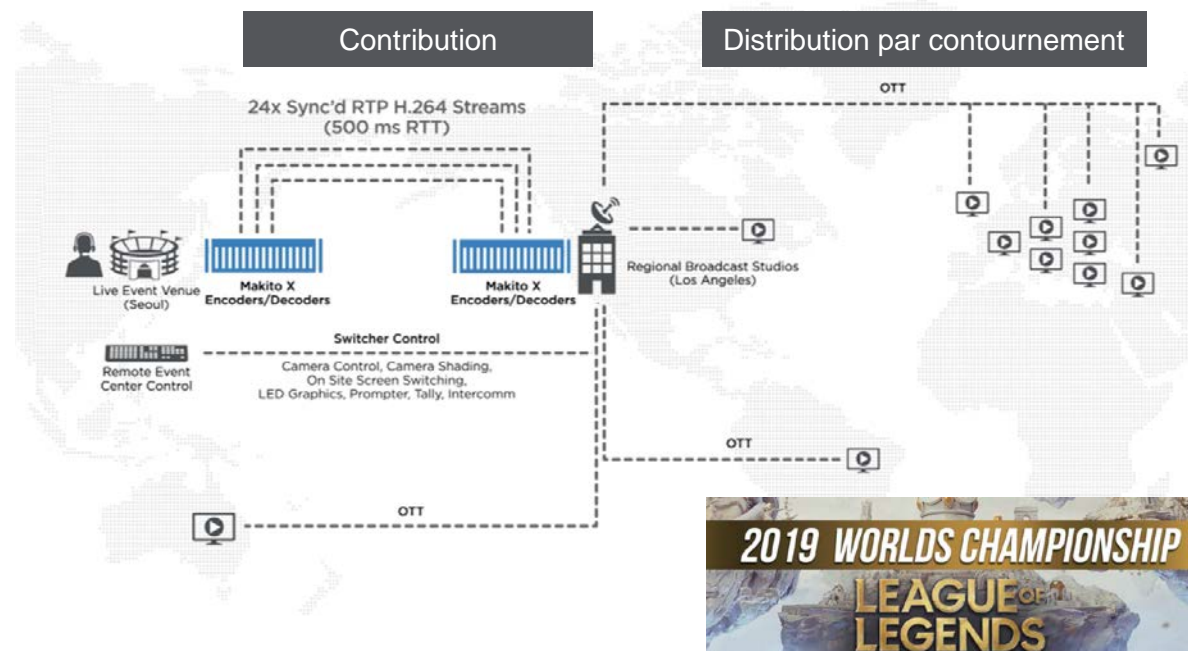 Contribution
Distribution par contournement
OTT
24x Sync'd RTP H.264 Streams
(500 ms RTT)
Live Event Venue
(Seoul)
Makito X
Encoders/Decoders
Makito X
Encoders/Decoders
Regional Broadcast Studios
(Los Angeles)
Switcher Control
Remote Event
Center Control
Camera Control, Camera Shading,
On Site Screen Switching,
LED Graphics, Prompter, Tally, Intercomm
OTT
OTT
2019 WORLDS CHAMPIONSHIP
LEAGUE OF
LEGENDS